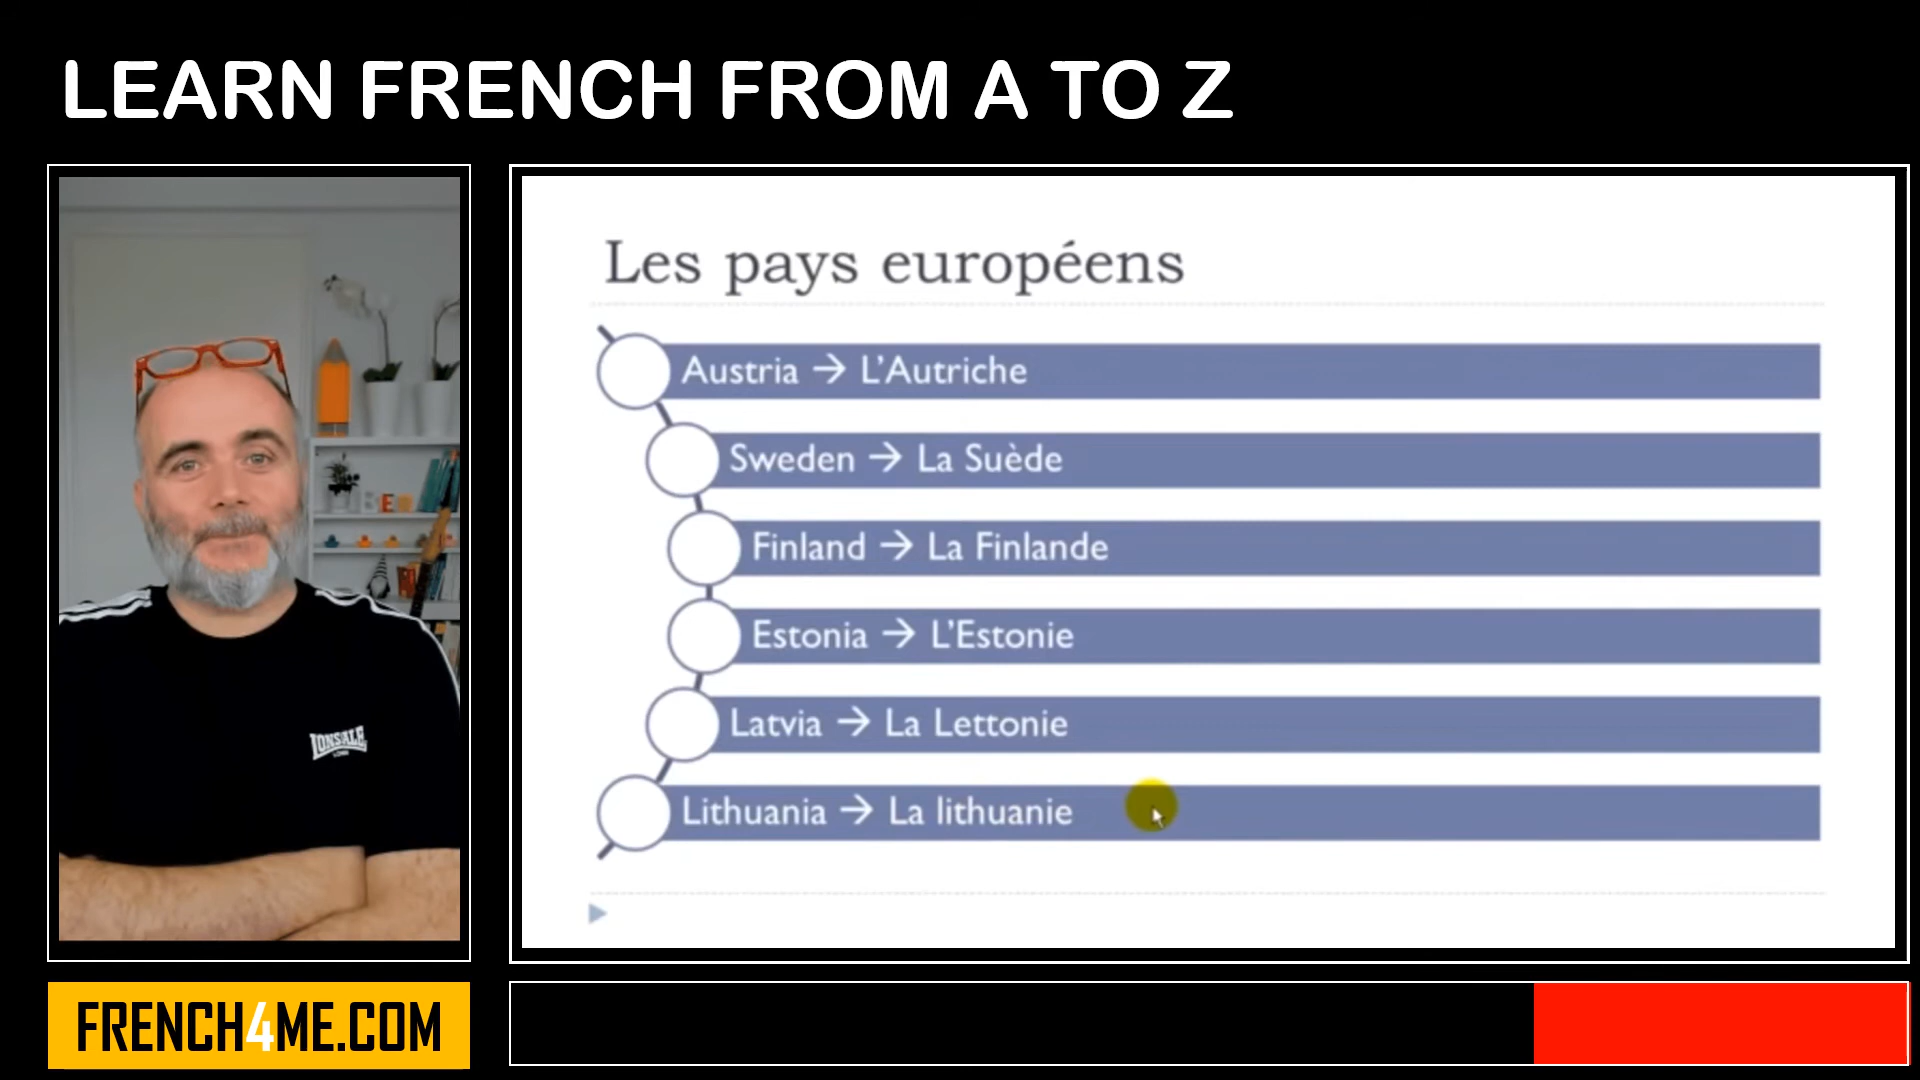 LEARN FRENCH FROM A TO Z
Les pays européens
Austria → L'Autriche
Sweden → La Suède
Finland → La Finlande
Estonia → L'Estonie
Latvia → La Lettonie
Lithuania → La lithuanie
LONSDALE
FRENCH4ME.COM